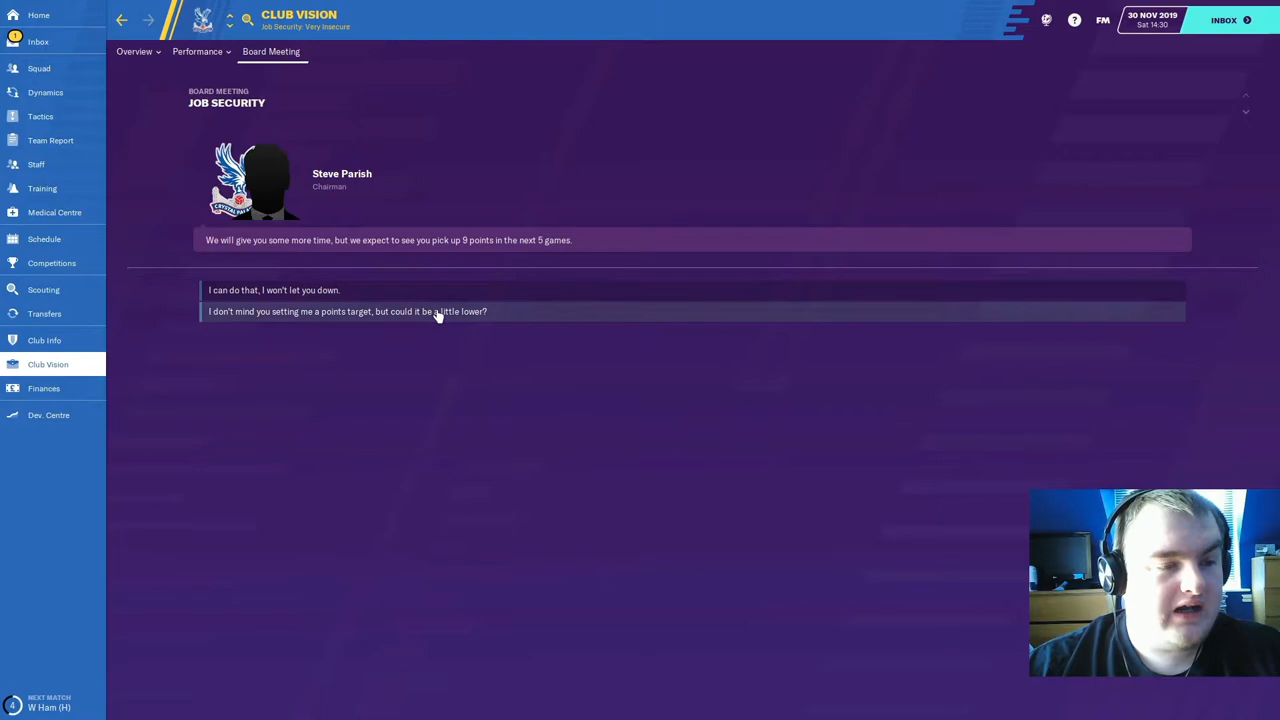 Home
CLUB VISION
Job Security: Very Insecure
FM
30 NOV 2019
Sat 14:30
INBOX
1
Inbox
Overview
Performance
Board Meeting
Squad
Dynamics
Tactics
Team Report
Staff
Training
Medical Centre
Schedule
Competitions
Scouting
Transfers
Club Info
Club Vision
Finances
Dev. Centre
BOARD MEETING
JOB SECURITY
Steve Parish
Chairman
We will give you some more time, but we expect to see you pick up 9 points in the next 5 games.
I can do that, I won't let you down.
I don't mind you setting me a points target, but could it be a little lower?
4
NEXT MATCH
W Ham (H)